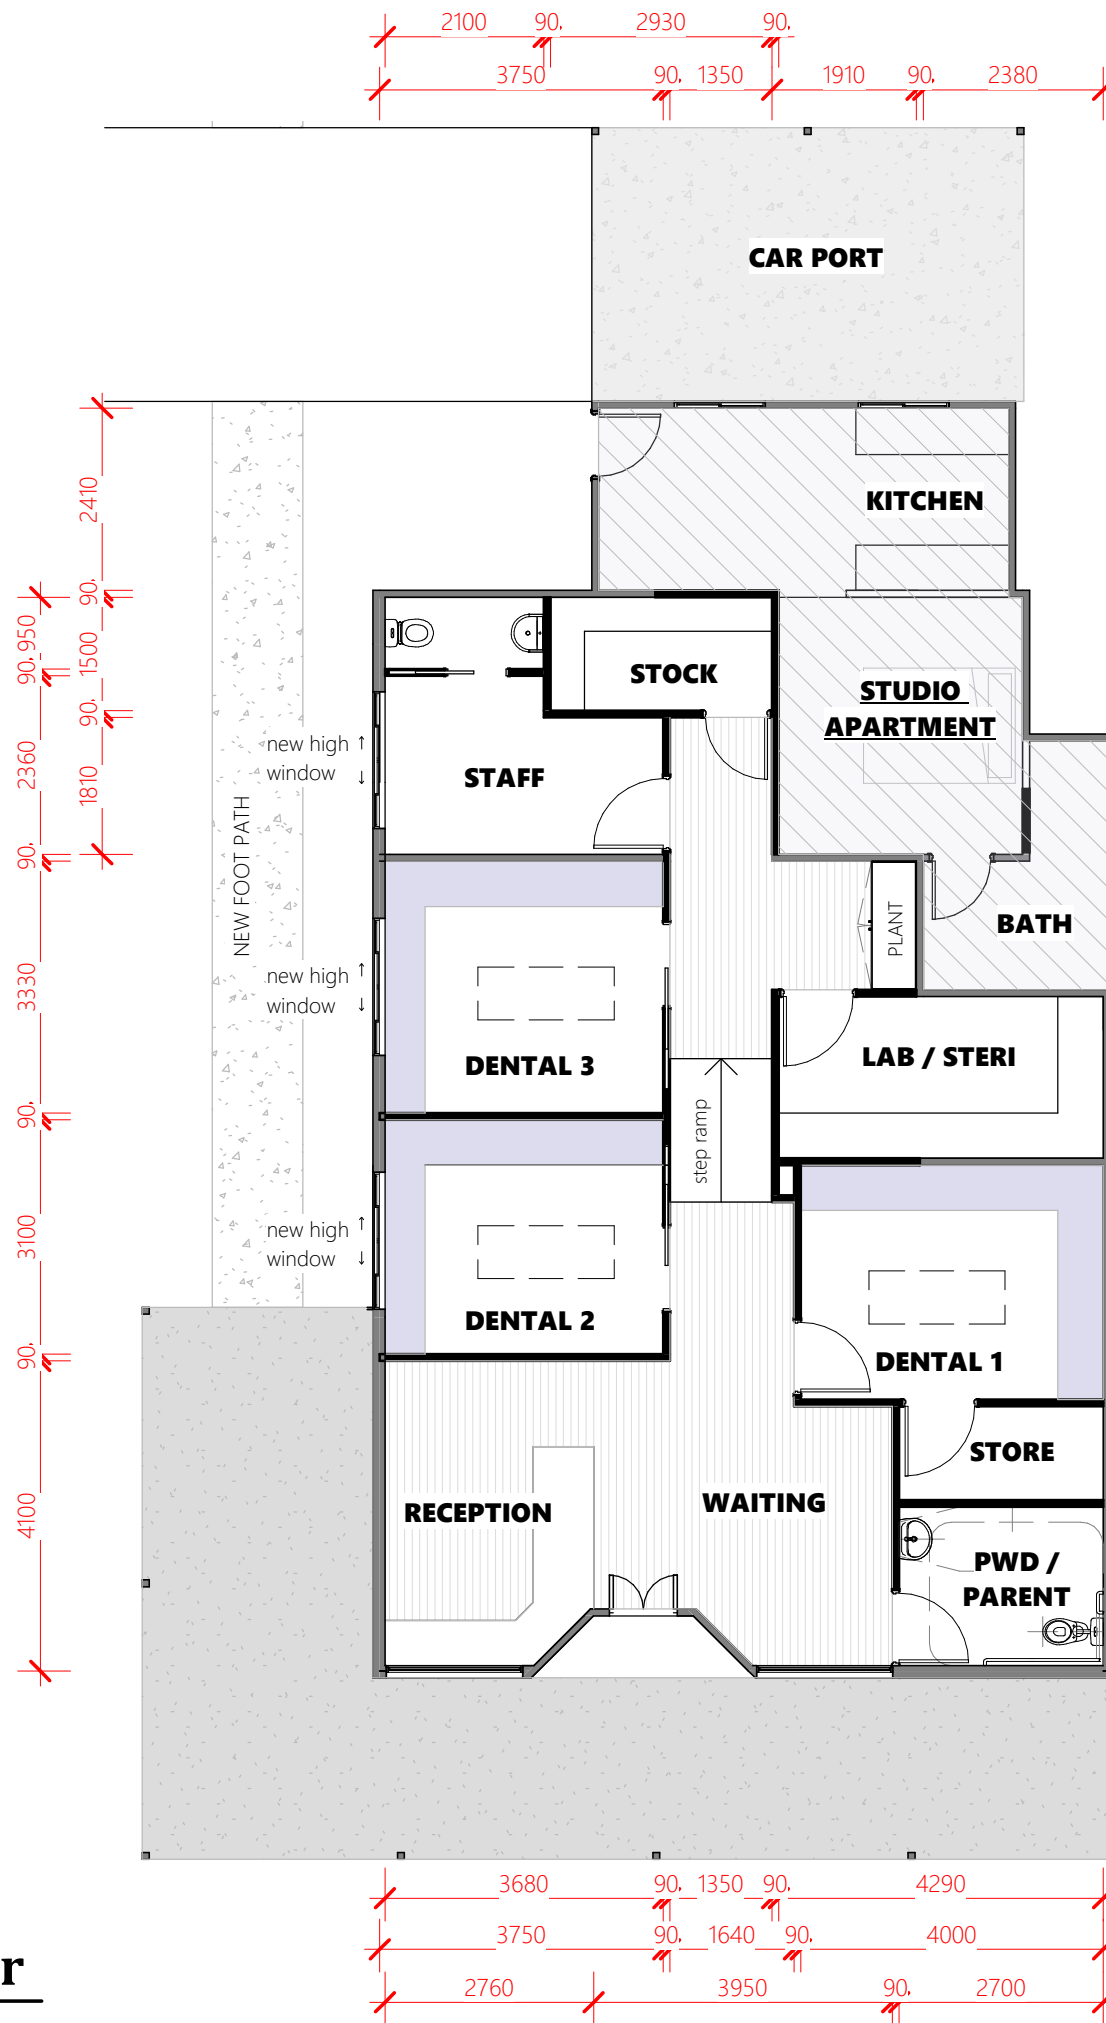 2100 90, 2930 90,
3750 90, 1350 1910 90, 2380
CAR PORT
2410
KITCHEN
90,
950
1500
90,
STOCK
STUDIO
APARTMENT
90,
new high ↑
window ↓
STAFF
2360
1810
90,
NEW FOOT PATH
PLANT
BATH
new high ↑
window ↓
3330
DENTAL 3
LAB / STERI
90,
step ramp
new high ↑
window ↓
3100
DENTAL 2
90,
DENTAL 1
STORE
RECEPTION
WAITING
4100
PWD /
PARENT
3680 90, 1350 90, 4290
3750 90, 1640 90, 4000
2760 3950 90, 2700
r